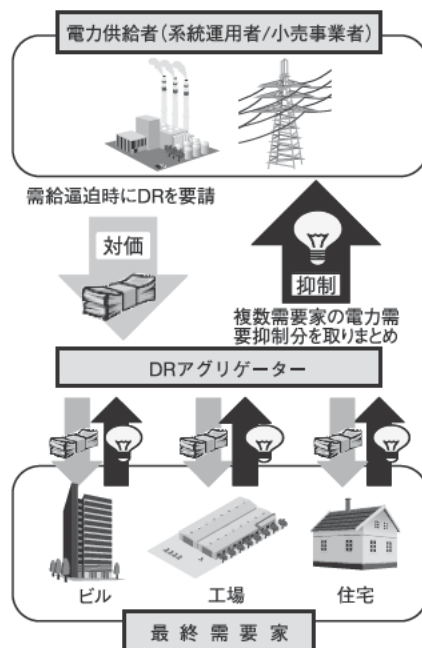 電力供給者(系統運用者/小売事業者)
需給逼迫時にDRを要請
対価
抑制
複数需要家の電力需
要抑制分を取りまとめ
DRアグリゲーター
ビル
工場
住宅
最終需要家